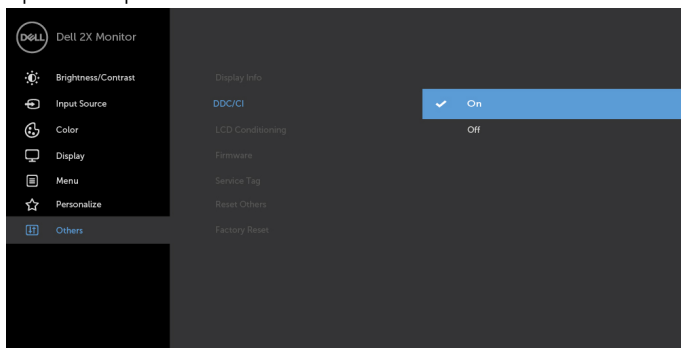 DELL Dell 2X Monitor
Brightness/Contrast Display Info
Input Source DDC/CI On
Color LCD Conditioning Off
Display Firmware
Menu Service Tag
Personalize Reset Others
Others Factory Reset